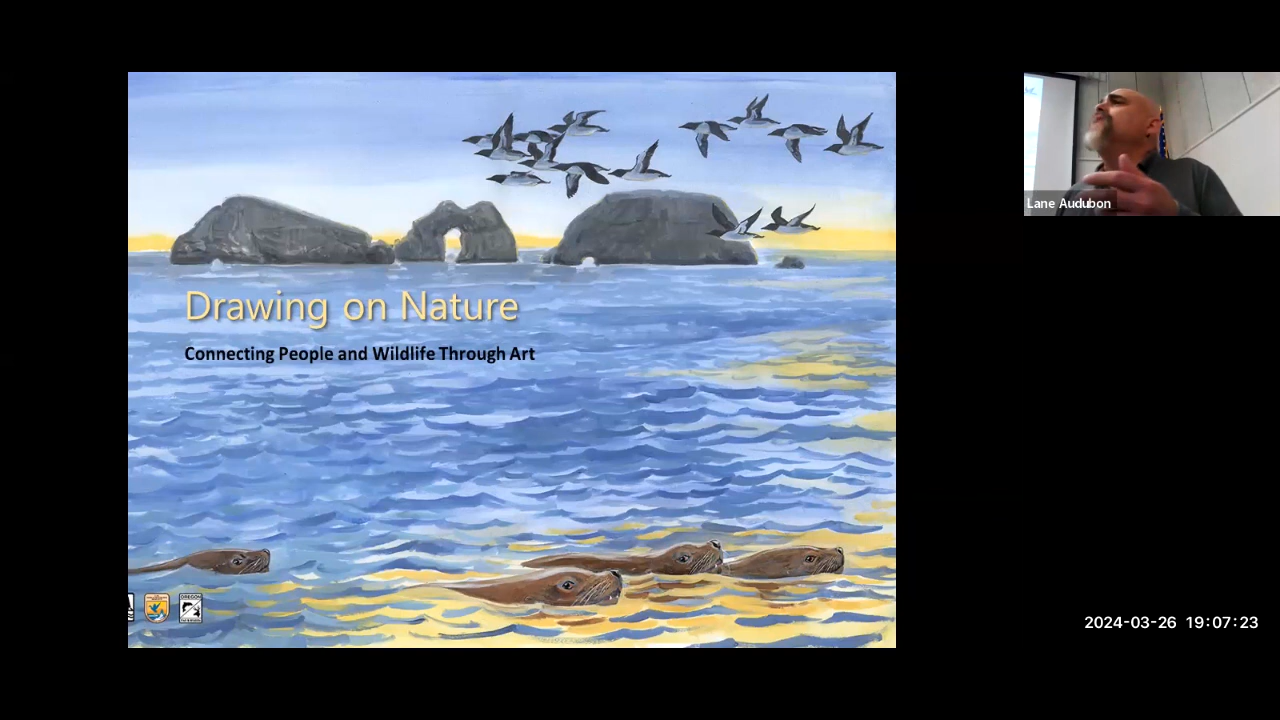 Lane Audubon
Drawing on Nature
Connecting People and Wildlife Through Art
2024-03-26 19:07:23